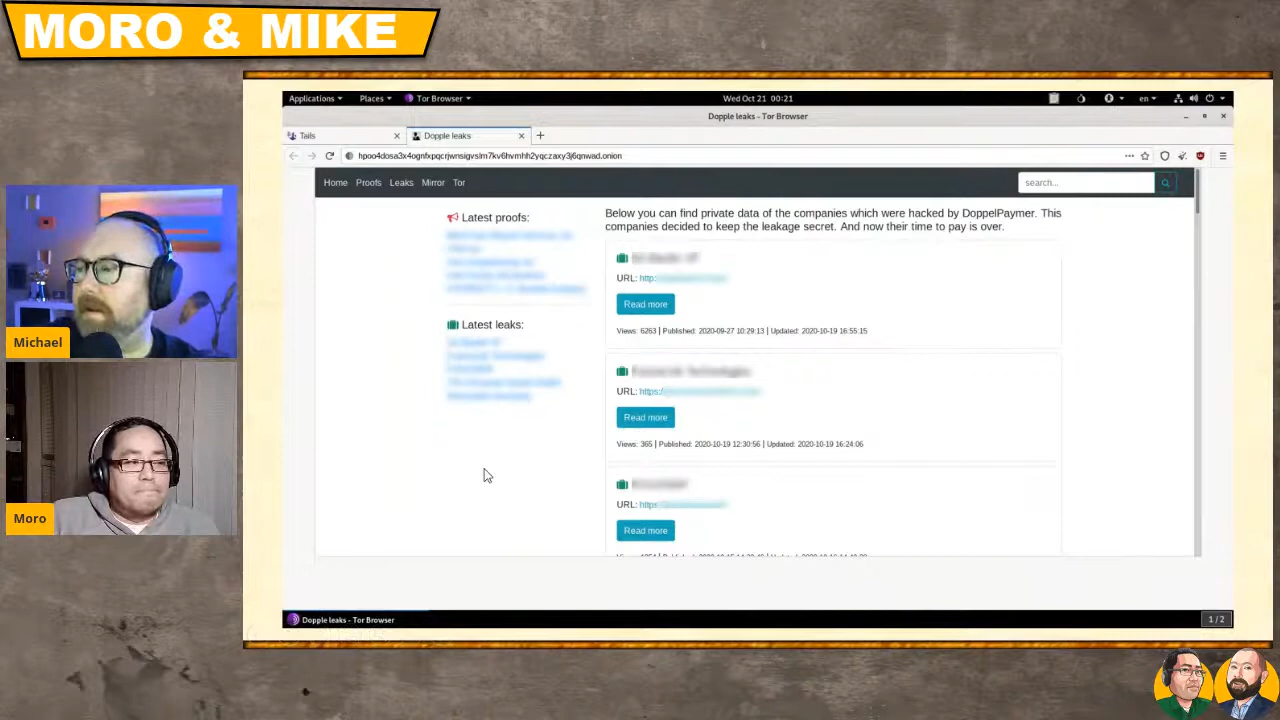 MORO & MIKE
Applications Places Tor Browser Wed Oct 21 00:21 en
Dopple leaks - Tor Browser
Tails Dopple leaks
hpoo4dosa3x4ognfxpqcrjwnsigvslm7kv6hvmhh2yqczaxy3j6qnwad.onion
Home Proofs Leaks Mirror Tor search...
Latest proofs:
Latest leaks:
Below you can find private data of the companies which were hacked by DoppelPaymer. This
companies decided to keep the leakage secret. And now their time to pay is over.
URL: http:
Read more
Views: 6263 | Published: 2020-09-27 10:29:13 | Updated: 2020-10-19 16:55:15
URL: https:/
Read more
Views: 365 | Published: 2020-10-19 12:30:56 | Updated: 2020-10-19 16:24:06
URL: https:
Read more
Michael
Moro
Dopple leaks - Tor Browser 1 / 2